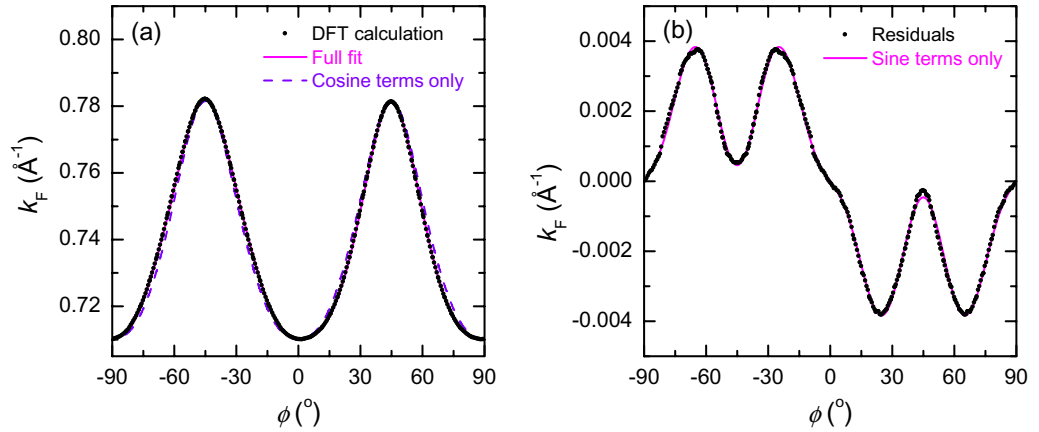 (a)
DFT calculation
Full fit
Cosine terms only
0.80
0.78
0.76
0.74
0.72
k_F (Å⁻¹)
-90 -60 -30 0 30 60 90
ϕ (°)
(b)
Residuals
Sine terms only
0.004
0.002
0.000
-0.002
-0.004
k_F (Å⁻¹)
-90 -60 -30 0 30 60 90
ϕ (°)